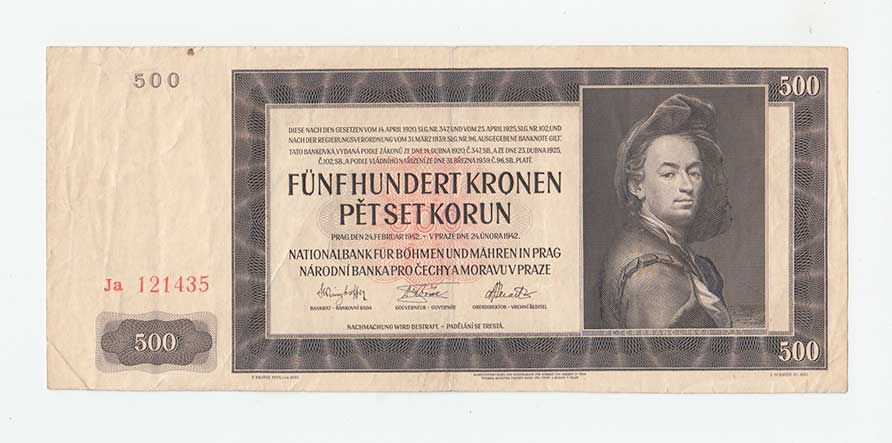 500
500
DIESE NACH DEN GESETZEN VOM 14. APRIL 1920, SLG. NR. 347, UND VOM 23. APRIL 1925, SLG. NR. 102, UND
NACH DER REGIERUNGSVERORDNUNG VOM 31. MÄRZ 1939, SLG. NR. 96, AUSGEGEBENE BANKNOTE GILT:
TATO BANKOVKA, VYDANÁ PODLE ZÁKONŮ ZE DNE 14. DUBNA 1920, Č. 347 SB., A ZE DNE 23. DUBNA 1925,
Č. 102, SB., A PODLE VLÁDNÍHO NAŘÍZENÍ ZE DNE 31. BŘEZNA 1939, Č. 96 SB., PLATÍ
FÜNFHUNDERT KRONEN
PĚT SET KORUN
PRAG, DEN 24. FEBRUAR 1942. - V PRAZE DNE 24. ÚNORA 1942.
NATIONALBANK FÜR BÖHMEN UND MÄHREN IN PRAG
NÁRODNÍ BANKA PRO ČECHY A MORAVU V PRAZE
Ja 121435
BANKRAT - BANKOVNÍ RADA GOUVERNEUR - GUVERNÉR OBERDIREKTOR - VRCHNÍ ŘEDITEL
NACHMACHUNG WIRD BESTRAFT. - PADĚLÁNÍ SE TRESTÁ.
500
500